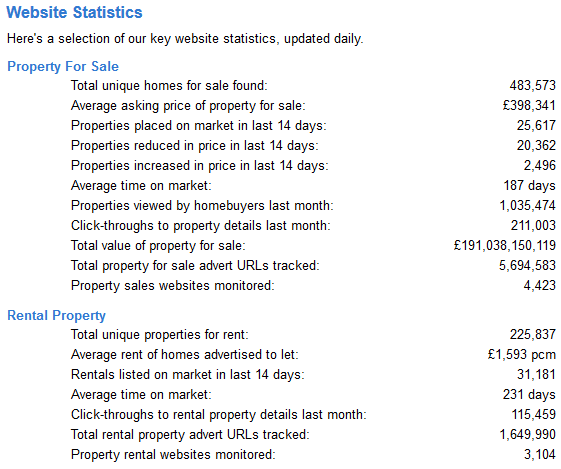 Website Statistics
Here's a selection of our key website statistics, updated daily.
Property For Sale
Total unique homes for sale found: 483,573
Average asking price of property for sale: £398,341
Properties placed on market in last 14 days: 25,617
Properties reduced in price in last 14 days: 20,362
Properties increased in price in last 14 days: 2,496
Average time on market: 187 days
Properties viewed by homebuyers last month: 1,035,474
Click-throughs to property details last month: 211,003
Total value of property for sale: £191,038,150,119
Total property for sale advert URLs tracked: 5,694,583
Property sales websites monitored: 4,423
Rental Property
Total unique properties for rent: 225,837
Average rent of homes advertised to let: £1,593 pcm
Rentals listed on market in last 14 days: 31,181
Average time on market: 231 days
Click-throughs to rental property details last month: 115,459
Total rental property advert URLs tracked: 1,649,990
Property rental websites monitored: 3,104